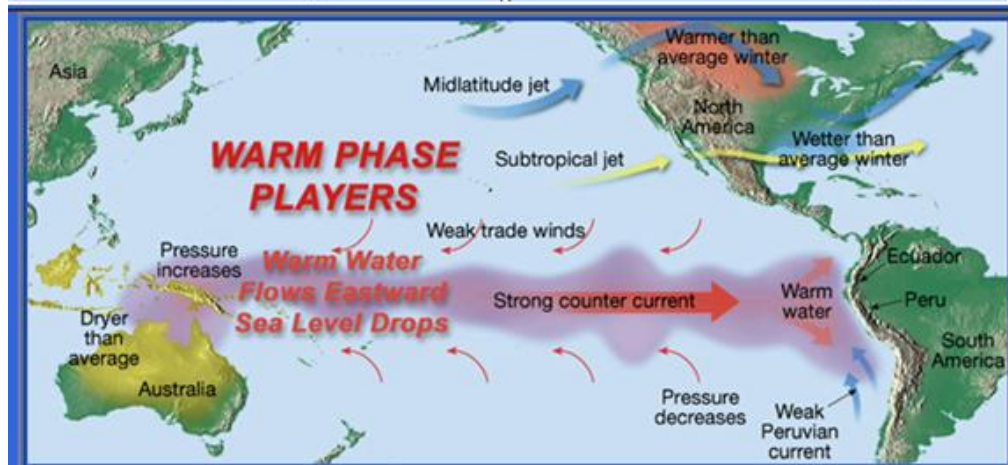 Asia
Midlatitude jet
Warmer than
average winter
North
America
WARM PHASE
PLAYERS
Subtropical jet
Wetter than
average winter
Weak trade winds
Pressure
increases
Warm Water
Flows Eastward
Sea Level Drops
Strong counter current
Warm
water
Ecuador
Peru
South
America
Dryer
than
average
Australia
Pressure
decreases
Weak
Peruvian
current